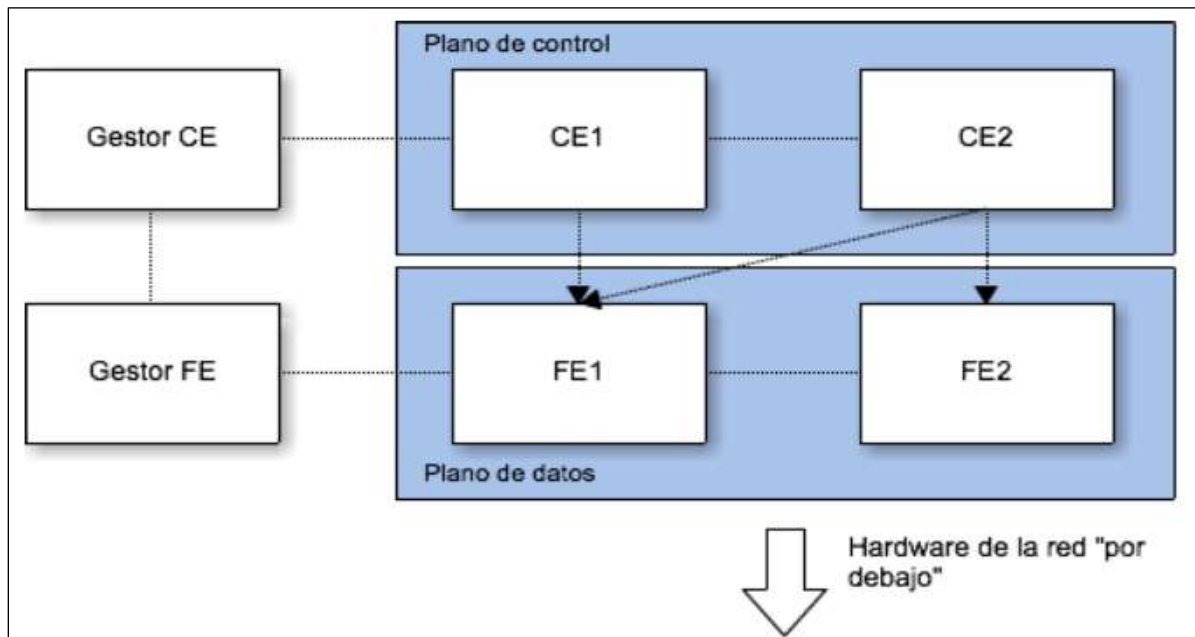 Plano de control
Gestor CE
CE1
CE2
Gestor FE
FE1
FE2
Plano de datos
Hardware de la red "por
debajo"